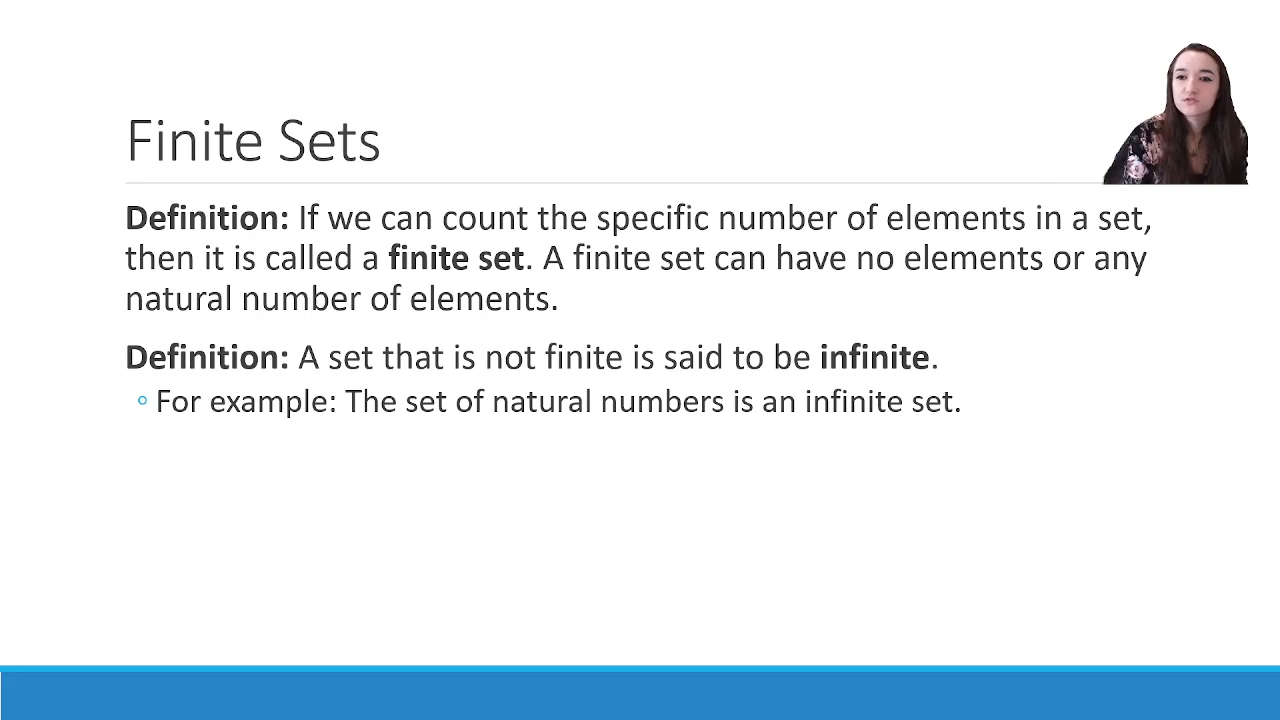 Finite Sets
Definition: If we can count the specific number of elements in a set,
then it is called a finite set. A finite set can have no elements or any
natural number of elements.
Definition: A set that is not finite is said to be infinite.
◦ For example: The set of natural numbers is an infinite set.